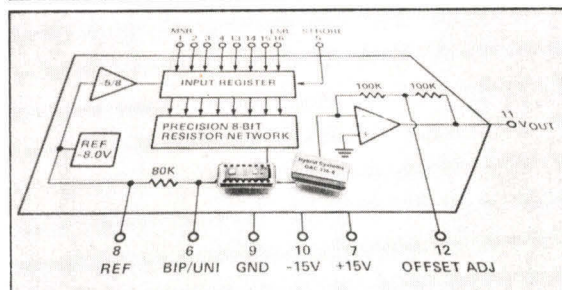 MSB LSB STROBE
1 2 3 4 13 14 15 16 5
-5/8
INPUT REGISTER
100K 100K
PRECISION 8-BIT
RESISTOR NETWORK
11
VOUT
REF
-8.0V
+
80K
Hybrid Systems
8 6 9 10 7 12
REF BIP/UNI GND -15V +15V OFFSET ADJ